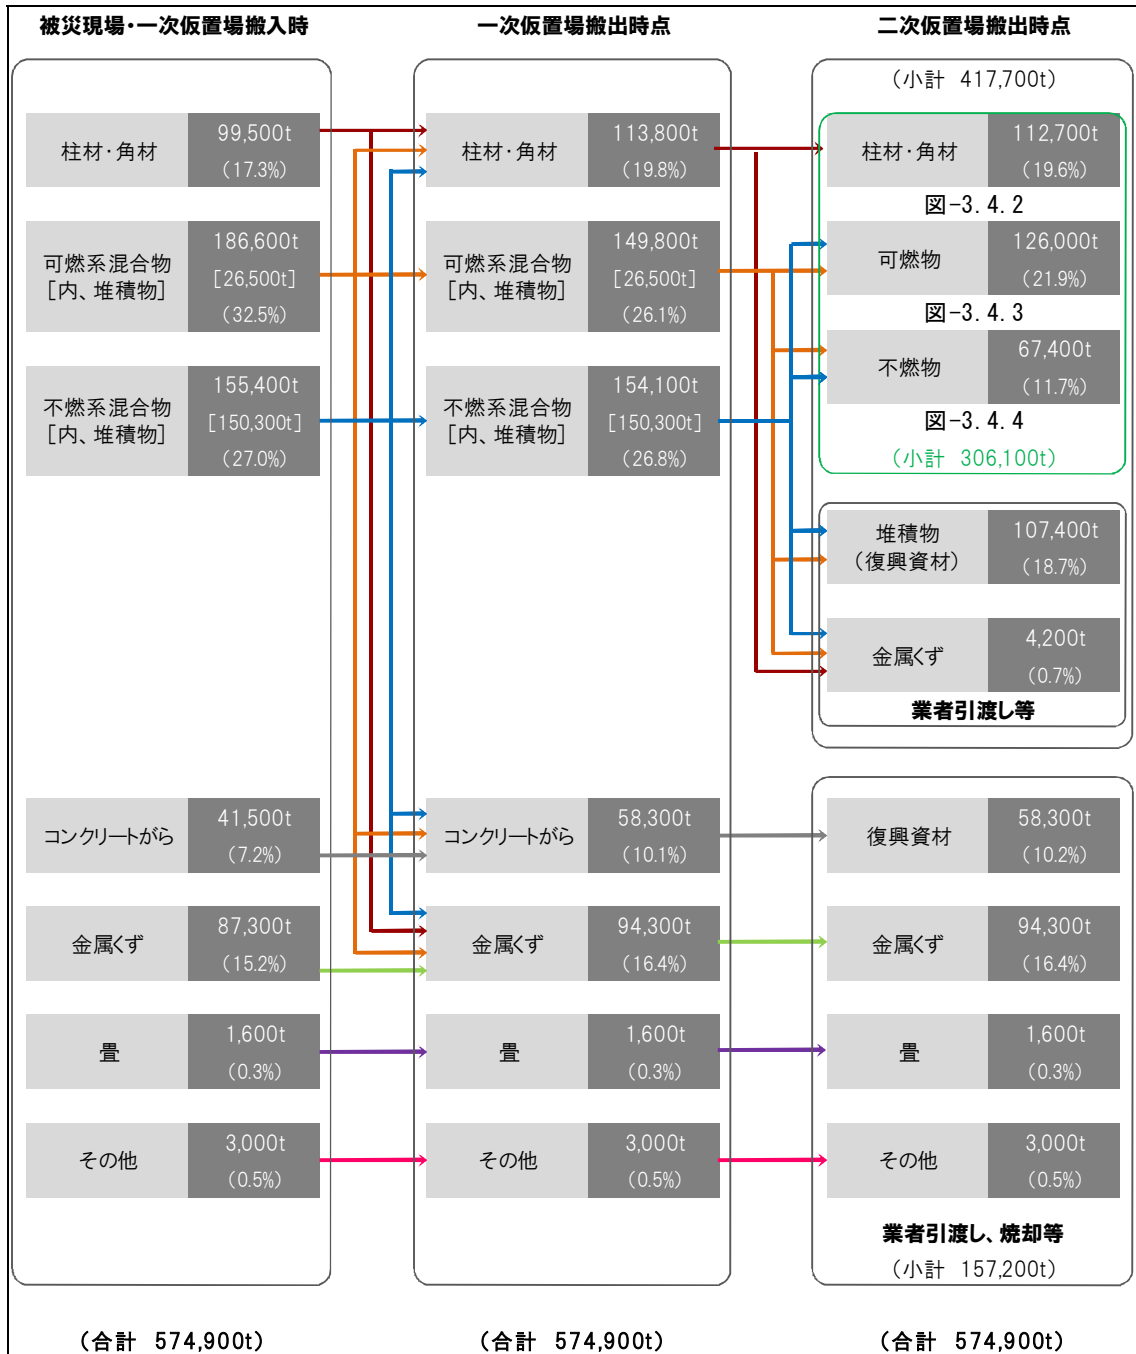 被災現場・一次仮置場搬入時
柱材・角材
99,500t
(17.3%)
可燃系混合物
[内、堆積物]
186,600t
[26,500t]
(32.5%)
不燃系混合物
[内、堆積物]
155,400t
[150,300t]
(27.0%)
コンクリートがら
41,500t
(7.2%)
金属くず
87,300t
(15.2%)
畳
1,600t
(0.3%)
その他
3,000t
(0.5%)
(合計 574,900t)
一次仮置場搬出時点
柱材・角材
113,800t
(19.8%)
可燃系混合物
[内、堆積物]
149,800t
[26,500t]
(26.1%)
不燃系混合物
[内、堆積物]
154,100t
[150,300t]
(26.8%)
コンクリートがら
58,300t
(10.1%)
金属くず
94,300t
(16.4%)
畳
1,600t
(0.3%)
その他
3,000t
(0.5%)
(合計 574,900t)
二次仮置場搬出時点
(小計 417,700t)
柱材・角材
112,700t
(19.6%)
図-3.4.2
可燃物
126,000t
(21.9%)
図-3.4.3
不燃物
67,400t
(11.7%)
図-3.4.4
(小計 306,100t)
堆積物
(復興資材)
107,400t
(18.7%)
金属くず
4,200t
(0.7%)
業者引渡し等
復興資材
58,300t
(10.2%)
金属くず
94,300t
(16.4%)
畳
1,600t
(0.3%)
その他
3,000t
(0.5%)
業者引渡し、焼却等
(小計 157,200t)
(合計 574,900t)